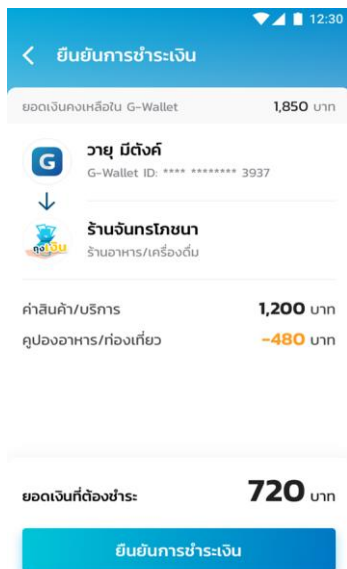 12:30
ยืนยันการชำระเงิน
ยอดเงินคงเหลือใน G-Wallet 1,850 บาท
G วายุ มีตังค์
G-Wallet ID: **** ******** 3937
ร้านจันทรโภชนา
ถุงเงิน ร้านอาหาร/เครื่องดื่ม
ค่าสินค้า/บริการ 1,200 บาท
คูปองอาหาร/ท่องเที่ยว -480 บาท
ยอดเงินที่ต้องชำระ 720 บาท
ยืนยันการชำระเงิน